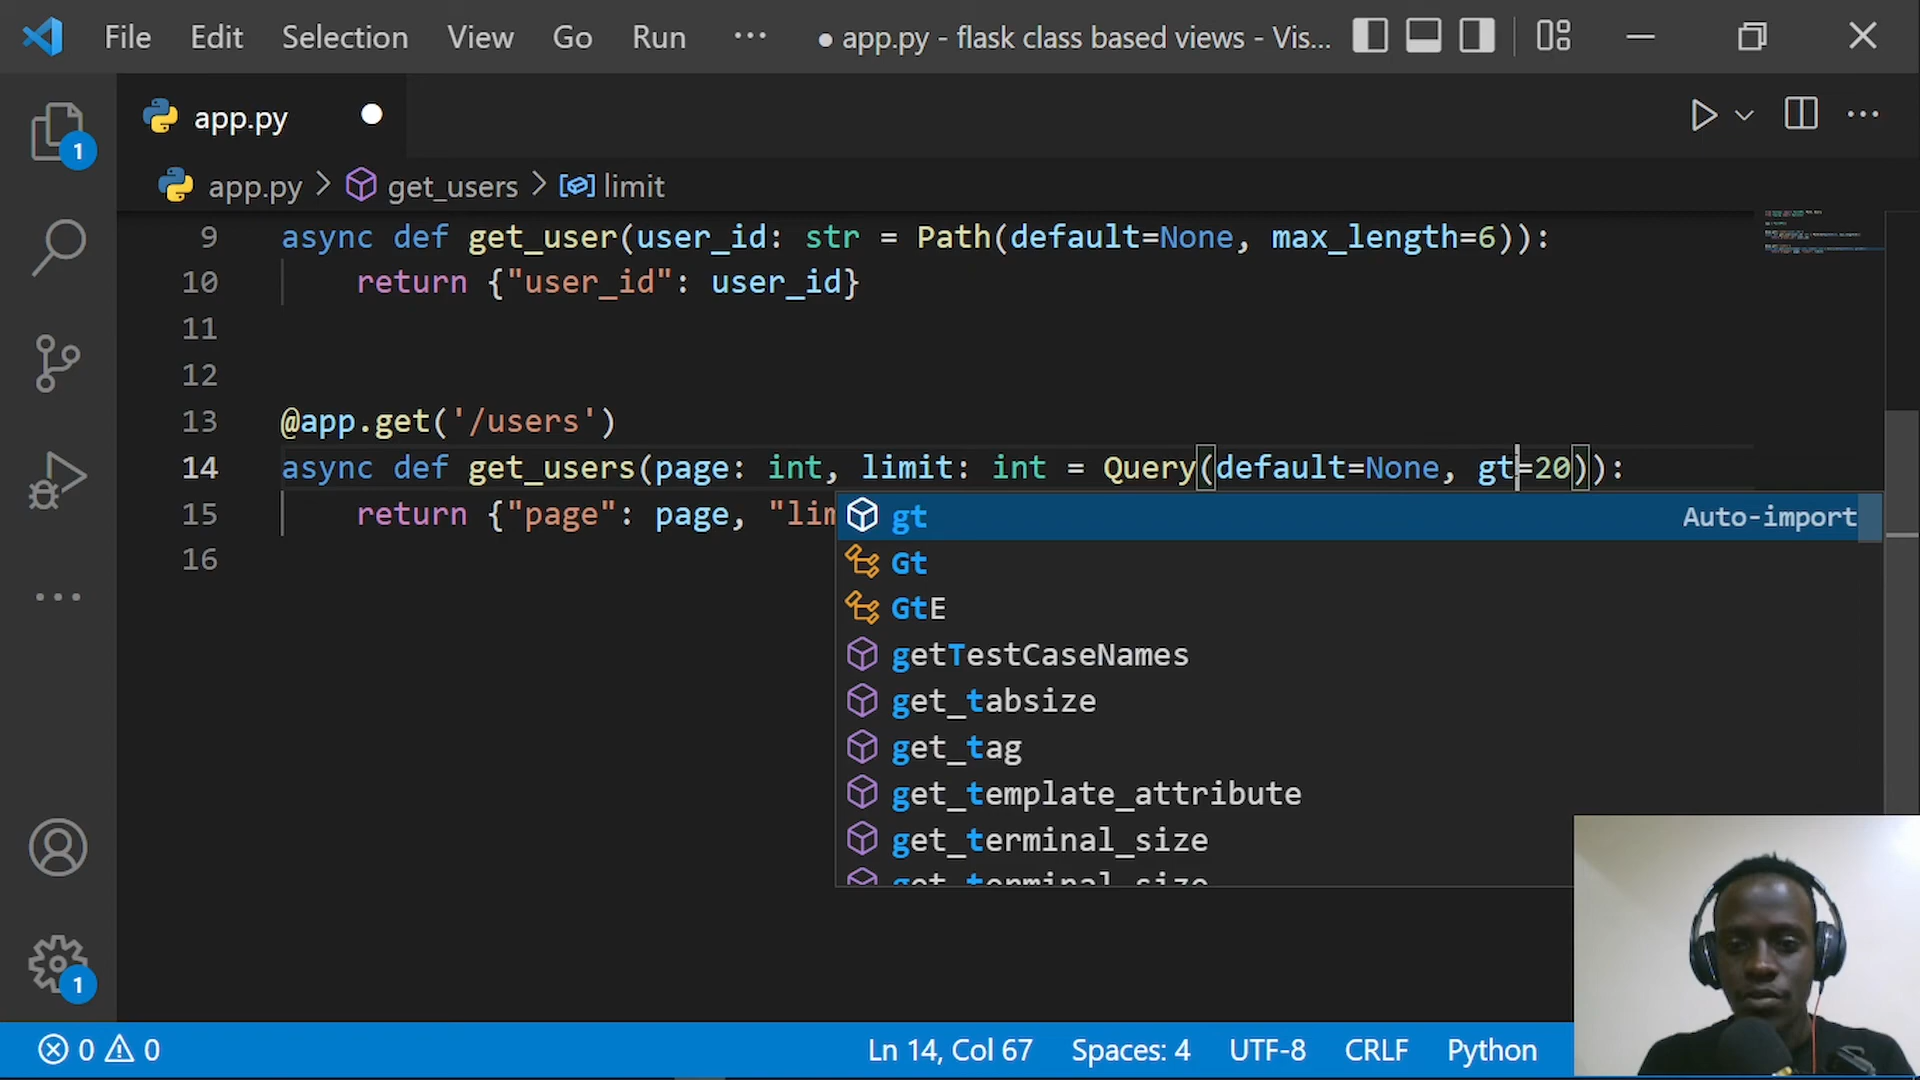 File Edit Selection View Go Run ··· ● app.py - flask class based views - Vis...
app.py
app.py > get_users > limit
1
9 async def get_user(user_id: str = Path(default=None, max_length=6)):
10 return {"user_id": user_id}
11
12
13 @app.get('/users')
14 async def get_users(page: int, limit: int = Query(default=None, gt=20)):
15 return {"page": page, "lim
16
gt Auto-import
Gt
GtE
getTestCaseNames
get_tabsize
get_tag
get_template_attribute
get_terminal_size
get_terminal_size
1
0 0 Ln 14, Col 67 Spaces: 4 UTF-8 CRLF Python